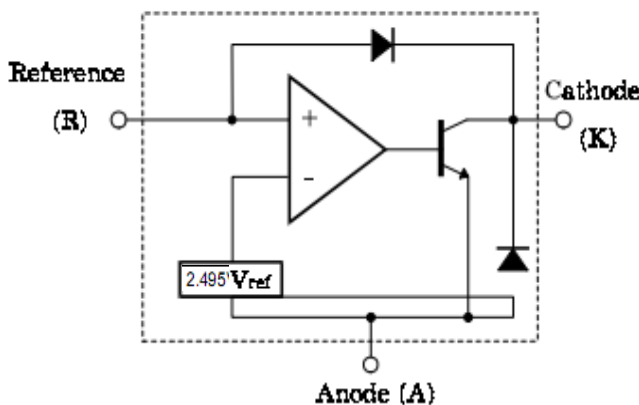 Reference
(R)
Cathode
(K)
+
-
2.495' Vref
Anode (A)